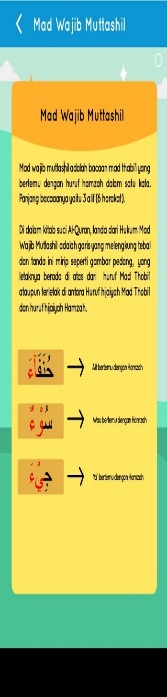 Mad Wajib Muttashil
Mad Wajib Muttashil
Mad wajib muttashil adalah bacaan mad thobi'i yang
bertemu dengan huruf hamzah dalam satu kata.
Panjang bacaaanya yaitu 3 alif (6 harakat).
Di dalam kitab suci Al-Quran, tanda dari Hukum Mad
Wajib Muttashil adalah garis yang melengkung tebal
dan tanda ini mirip seperti gambar pedang, yang
letaknya berada di atas dari huruf Mad Thobi'i
ataupun terletak di antara Huruf hijaiyah Mad Thobi'i
dan huruf hijaiyah Hamzah.
حُنَفَآءَ
Alif bertemu dengan Hamzah
سُوْٓءٌ
Wau bertemu dengan Hamzah
جِيْٓءَ
Ya' bertemu dengan Hamzah